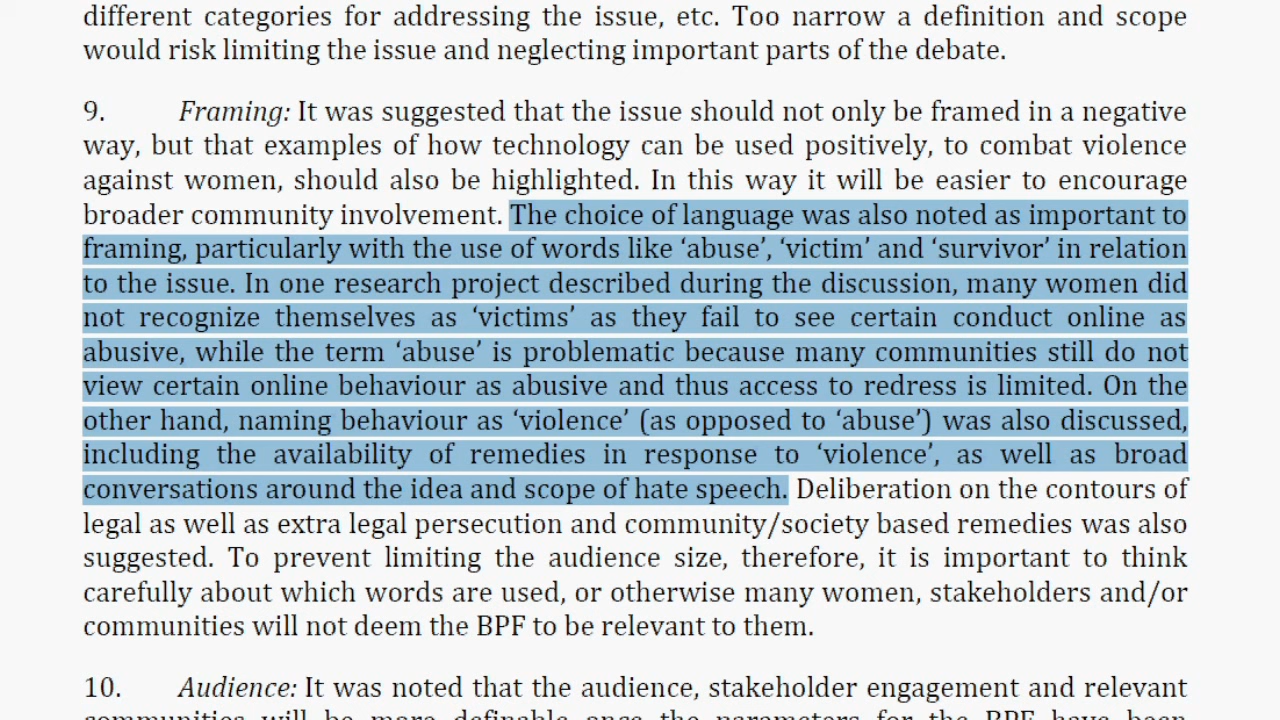 different categories for addressing the issue, etc. Too narrow a definition and scope
would risk limiting the issue and neglecting important parts of the debate.
9. Framing: It was suggested that the issue should not only be framed in a negative
way, but that examples of how technology can be used positively, to combat violence
against women, should also be highlighted. In this way it will be easier to encourage
broader community involvement. The choice of language was also noted as important to
framing, particularly with the use of words like ‘abuse’, ‘victim’ and ‘survivor’ in relation
to the issue. In one research project described during the discussion, many women did
not recognize themselves as ‘victims’ as they fail to see certain conduct online as
abusive, while the term ‘abuse’ is problematic because many communities still do not
view certain online behaviour as abusive and thus access to redress is limited. On the
other hand, naming behaviour as ‘violence’ (as opposed to ‘abuse’) was also discussed,
including the availability of remedies in response to ‘violence’, as well as broad
conversations around the idea and scope of hate speech. Deliberation on the contours of
legal as well as extra legal persecution and community/society based remedies was also
suggested. To prevent limiting the audience size, therefore, it is important to think
carefully about which words are used, or otherwise many women, stakeholders and/or
communities will not deem the BPF to be relevant to them.
10. Audience: It was noted that the audience, stakeholder engagement and relevant
communities will be more definable once the parameters for the BPF have been